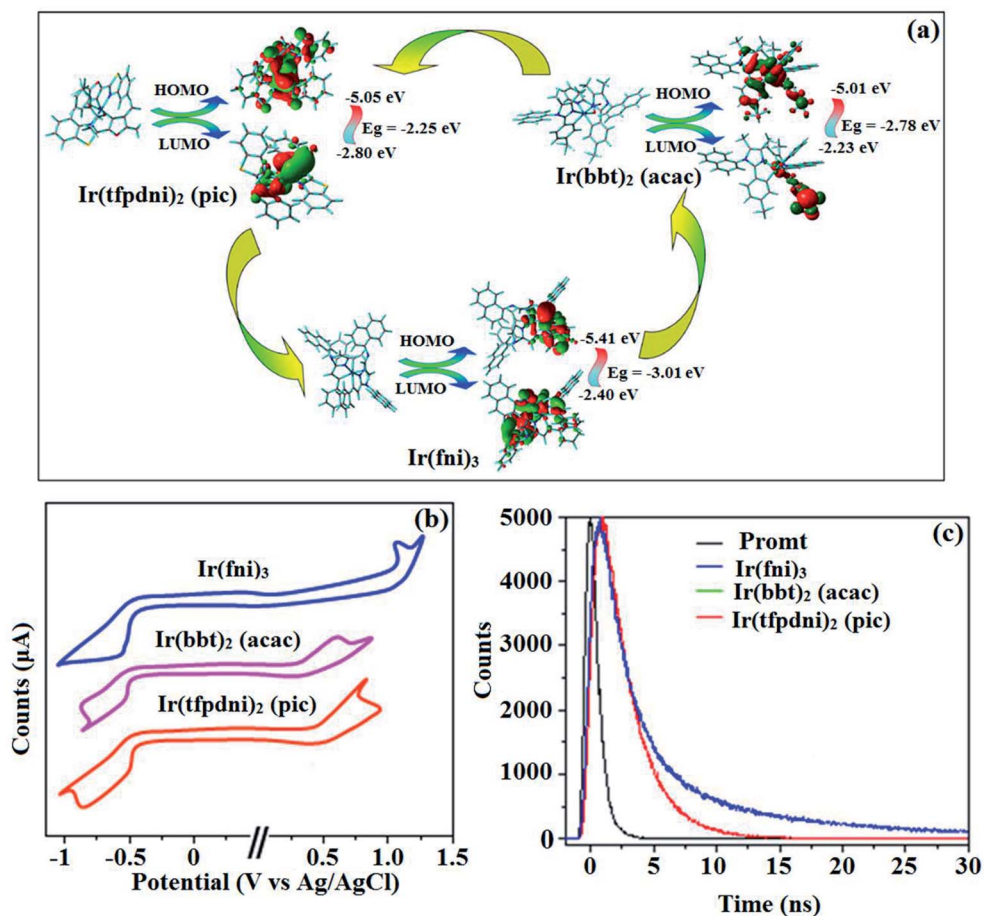 (a)
HOMO
LUMO
-5.05 eV
Eg = -2.25 eV
-2.80 eV
Ir(tfpdni)₂ (pic)
HOMO
LUMO
-5.01 eV
Eg = -2.78 eV
-2.23 eV
Ir(bbt)₂ (acac)
HOMO
LUMO
-5.41 eV
Eg = -3.01 eV
-2.40 eV
Ir(fni)₃
(b)
Ir(fni)₃
Ir(bbt)₂ (acac)
Ir(tfpdni)₂ (pic)
Counts (µA)
-1 -0.5 0 0.5 1.0 1.5
Potential (V vs Ag/AgCl)
(c)
Promt
Ir(fni)₃
Ir(bbt)₂ (acac)
Ir(tfpdni)₂ (pic)
5000
4000
3000
2000
1000
0
Counts
0 5 10 15 20 25 30
Time (ns)